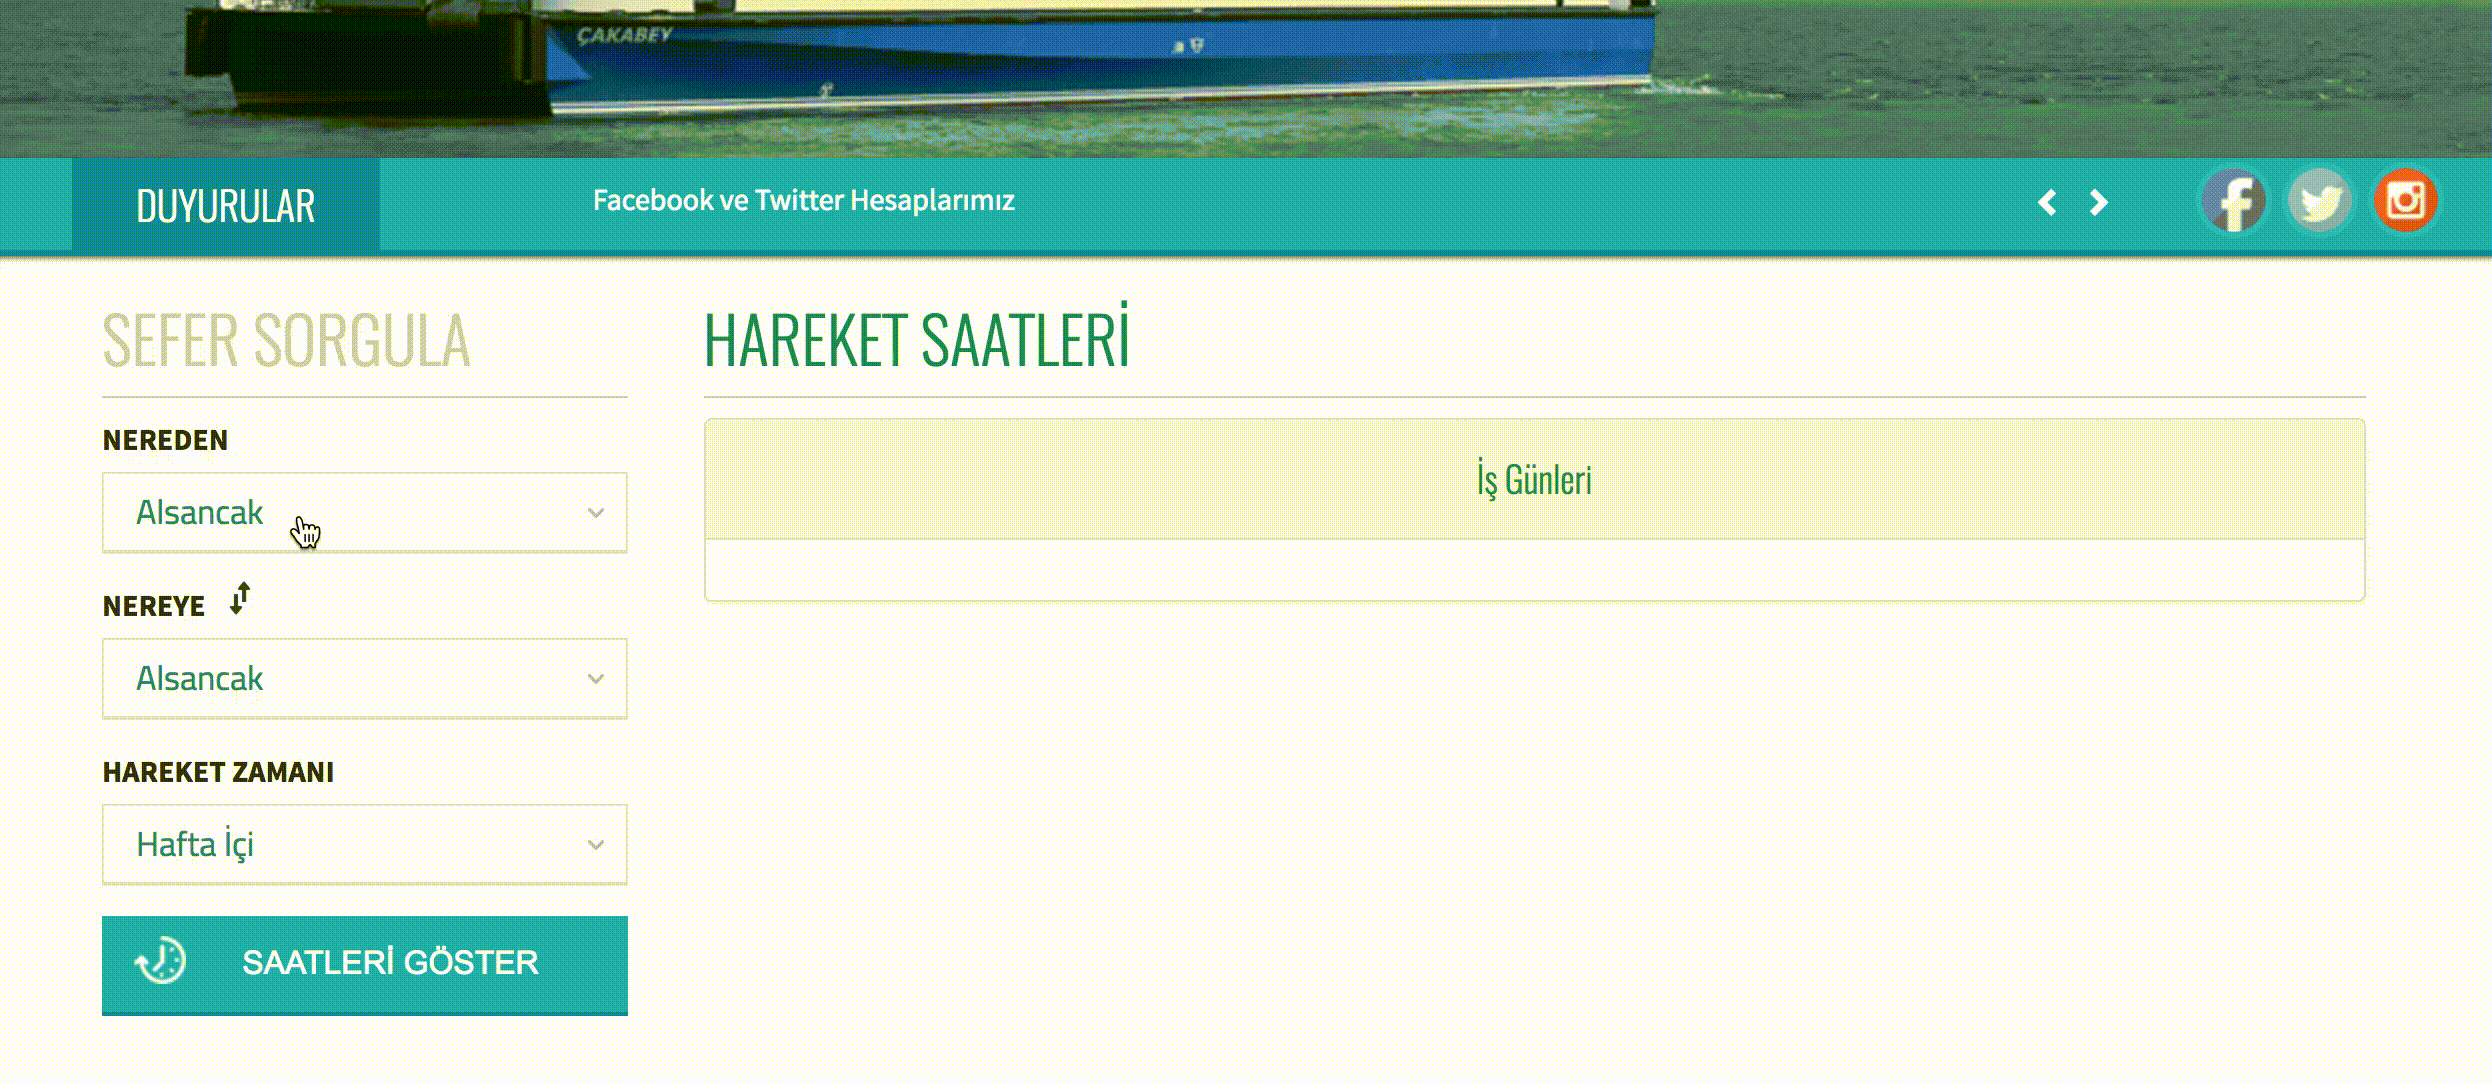 ÇAKABEY
DUYURULAR
Facebook ve Twitter Hesaplarımız
SEFER SORGULA
HAREKET SAATLERİ
NEREDEN
Alsancak
NEREYE
Alsancak
HAREKET ZAMANI
Hafta İçi
SAATLERİ GÖSTER
İş Günleri